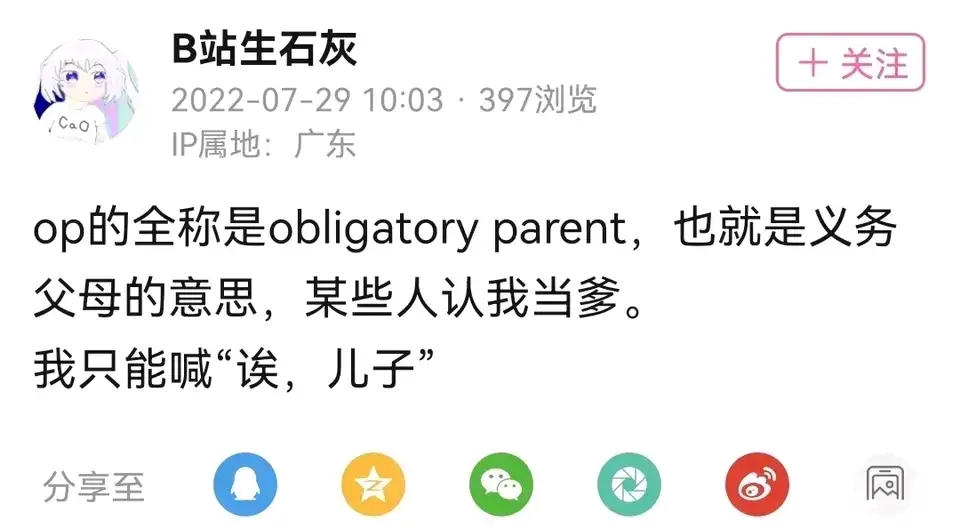 B站生石灰
+ 关注
2022-07-29 10:03 · 397浏览
IP属地：广东
CaO
op的全称是obligatory parent，也就是义务
父母的意思，某些人认我当爹。
我只能喊“诶，儿子”
分享至